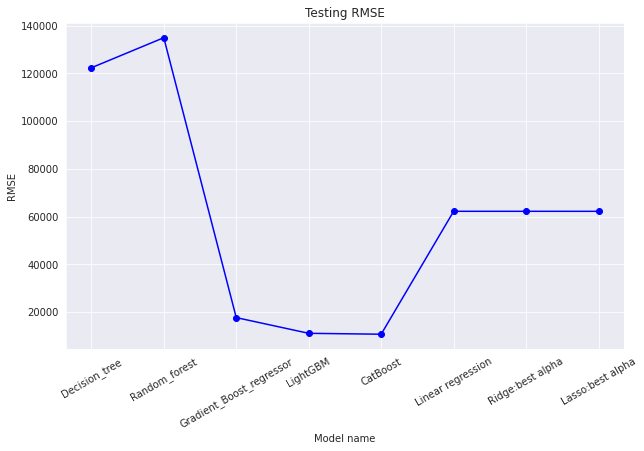 Testing RMSE
140000
120000
100000
80000
60000
40000
20000
RMSE
Decision_tree
Random_forest
Gradient_Boost_regressor
LightGBM
CatBoost
Linear regression
Ridge:best alpha
Lasso:best alpha
Model name